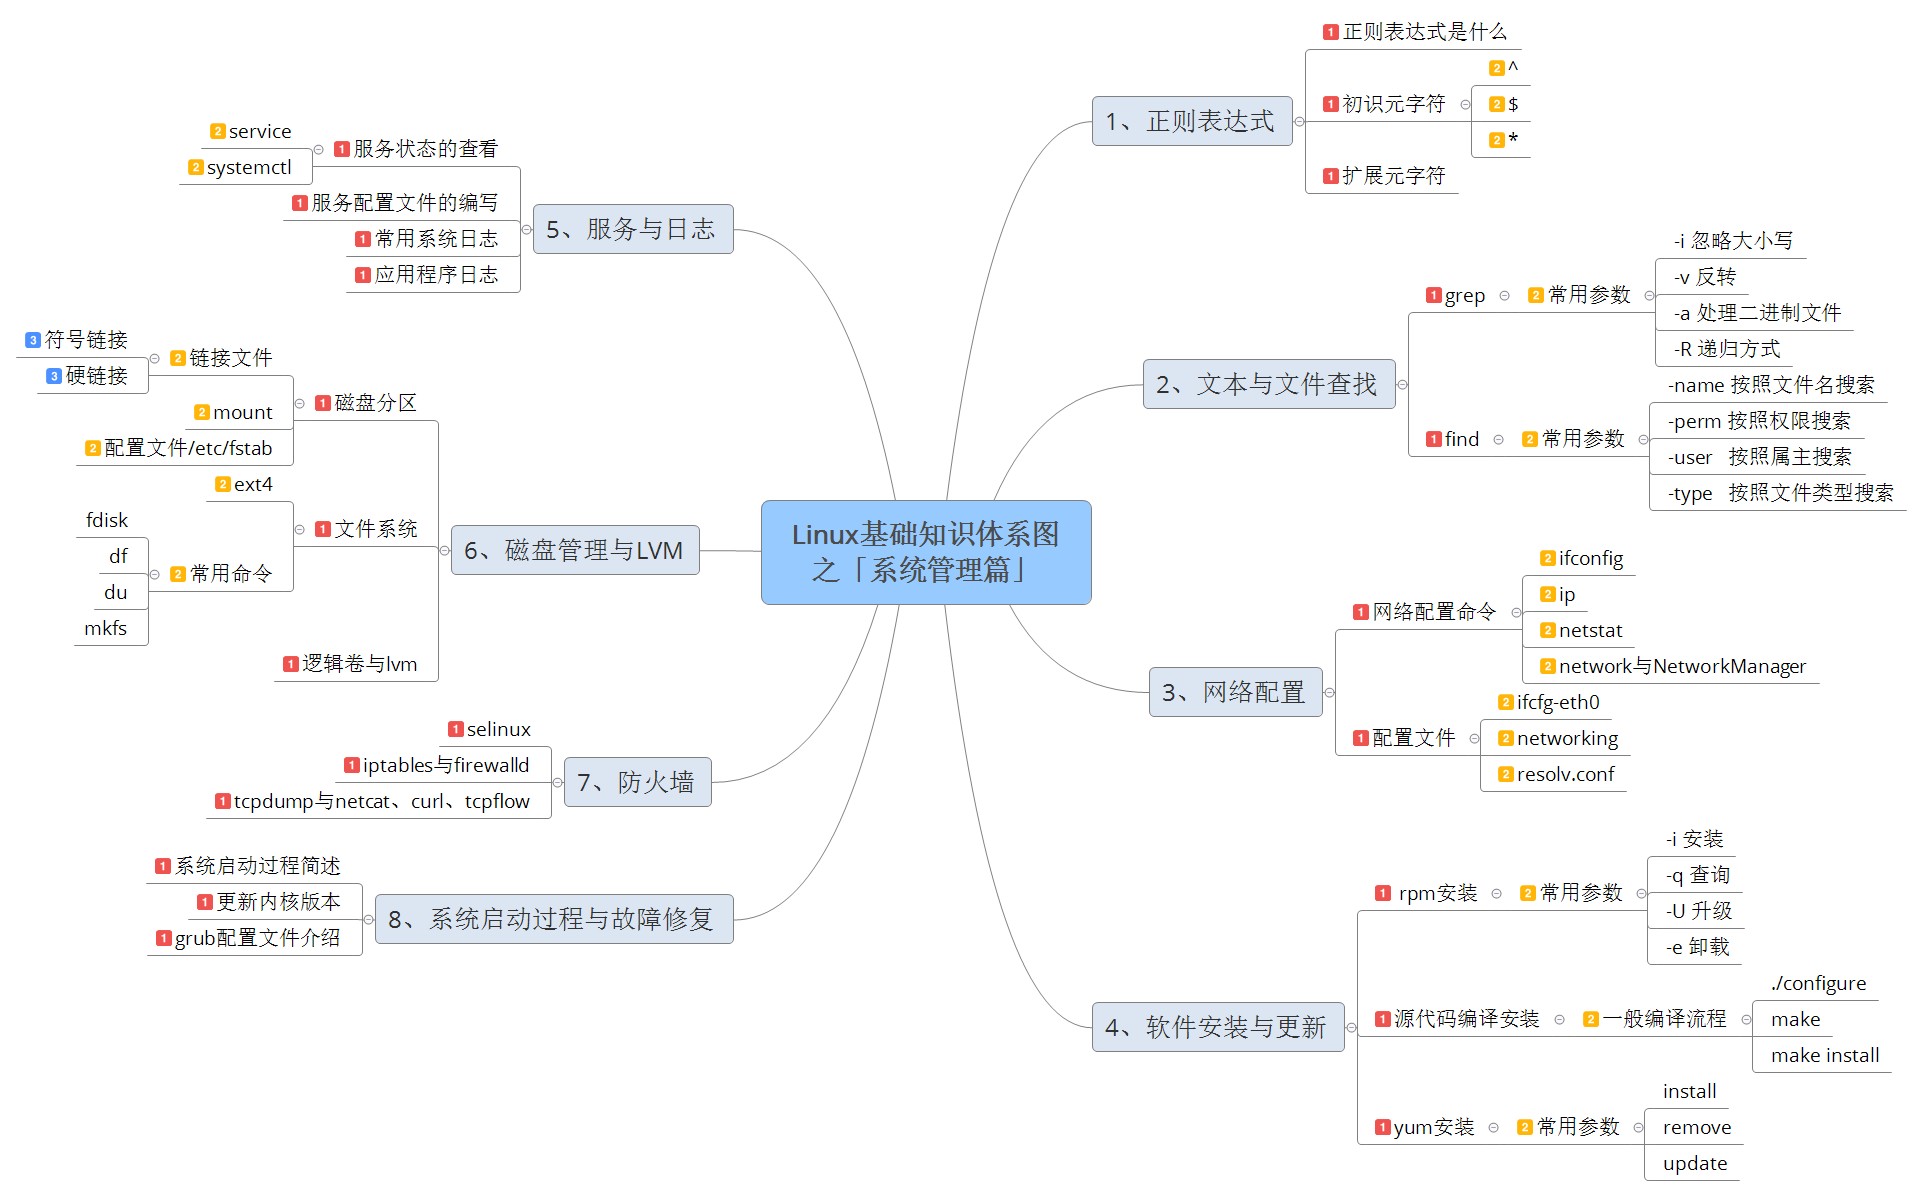 Linux基础知识体系图
之「系统管理篇」
1、正则表达式
1 正则表达式是什么
1 初识元字符
2 ^
2 $
2 *
1 扩展元字符
2、文本与文件查找
1 grep
2 常用参数
-i 忽略大小写
-v 反转
-a 处理二进制文件
-R 递归方式
1 find
2 常用参数
-name 按照文件名搜索
-perm 按照权限搜索
-user 按照属主搜索
-type 按照文件类型搜索
3、网络配置
1 网络配置命令
2 ifconfig
2 ip
2 netstat
2 network与NetworkManager
1 配置文件
2 ifcfg-eth0
2 networking
2 resolv.conf
4、软件安装与更新
1 rpm安装
2 常用参数
-i 安装
-q 查询
-U 升级
-e 卸载
1 源代码编译安装
2 一般编译流程
./configure
make
make install
1 yum安装
2 常用参数
install
remove
update
5、服务与日志
1 服务状态的查看
2 service
2 systemctl
1 服务配置文件的编写
1 常用系统日志
1 应用程序日志
6、磁盘管理与LVM
1 磁盘分区
2 链接文件
3 符号链接
3 硬链接
2 mount
2 配置文件/etc/fstab
1 文件系统
2 ext4
2 常用命令
fdisk
df
du
mkfs
1 逻辑卷与lvm
7、防火墙
1 selinux
1 iptables与firewalld
1 tcpdump与netcat、curl、tcpflow
8、系统启动过程与故障修复
1 系统启动过程简述
1 更新内核版本
1 grub配置文件介绍